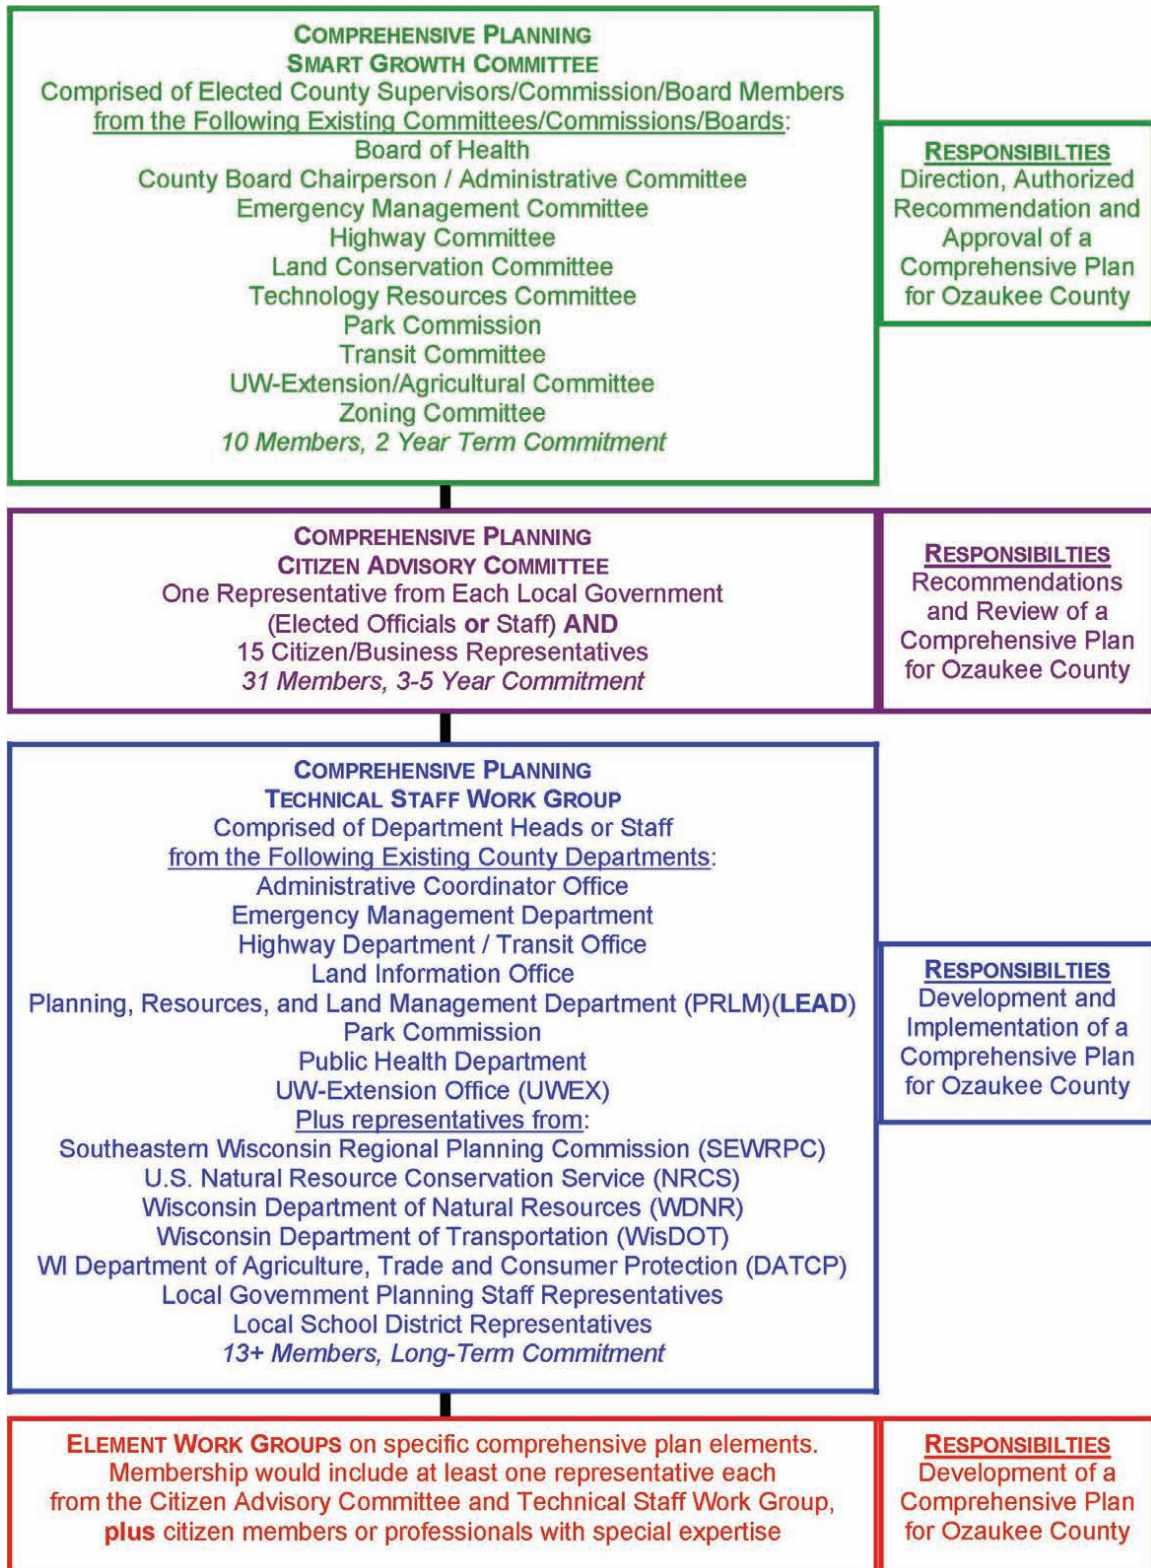 COMPREHENSIVE PLANNING
SMART GROWTH COMMITTEE
Comprised of Elected County Supervisors/Commission/Board Members
from the Following Existing Committees/Commissions/Boards:
Board of Health
County Board Chairperson / Administrative Committee
Emergency Management Committee
Highway Committee
Land Conservation Committee
Technology Resources Committee
Park Commission
Transit Committee
UW-Extension/Agricultural Committee
Zoning Committee
10 Members, 2 Year Term Commitment
RESPONSIBILTIES
Direction, Authorized
Recommendation and
Approval of a
Comprehensive Plan
for Ozaukee County
COMPREHENSIVE PLANNING
CITIZEN ADVISORY COMMITTEE
One Representative from Each Local Government
(Elected Officials or Staff) AND
15 Citizen/Business Representatives
31 Members, 3-5 Year Commitment
RESPONSIBILTIES
Recommendations
and Review of a
Comprehensive Plan
for Ozaukee County
COMPREHENSIVE PLANNING
TECHNICAL STAFF WORK GROUP
Comprised of Department Heads or Staff
from the Following Existing County Departments:
Administrative Coordinator Office
Emergency Management Department
Highway Department / Transit Office
Land Information Office
Planning, Resources, and Land Management Department (PRLM)(LEAD)
Park Commission
Public Health Department
UW-Extension Office (UWEX)
Plus representatives from:
Southeastern Wisconsin Regional Planning Commission (SEWRPC)
U.S. Natural Resource Conservation Service (NRCS)
Wisconsin Department of Natural Resources (WDNR)
Wisconsin Department of Transportation (WisDOT)
WI Department of Agriculture, Trade and Consumer Protection (DATCP)
Local Government Planning Staff Representatives
Local School District Representatives
13+ Members, Long-Term Commitment
RESPONSIBILTIES
Development and
Implementation of a
Comprehensive Plan
for Ozaukee County
ELEMENT WORK GROUPS on specific comprehensive plan elements.
Membership would include at least one representative each
from the Citizen Advisory Committee and Technical Staff Work Group,
plus citizen members or professionals with special expertise
RESPONSIBILTIES
Development of a
Comprehensive Plan
for Ozaukee County